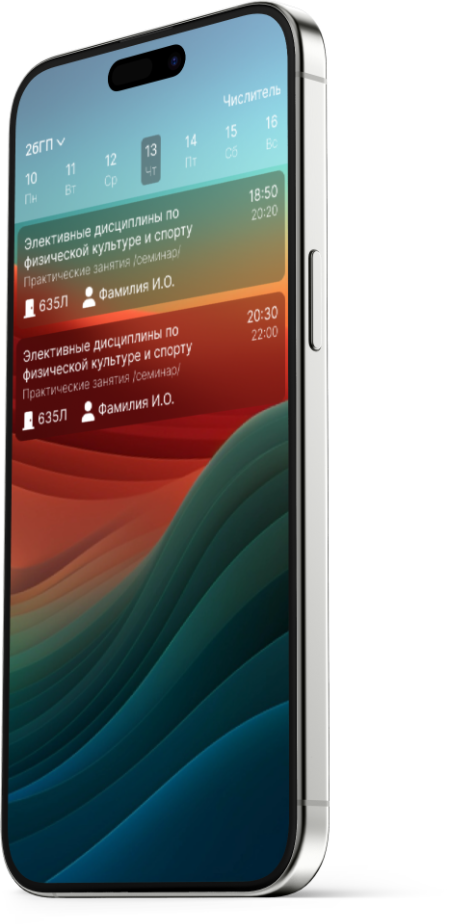 Числитель
26ГП
10 11 12 13 14 15 16
Пн Вт Ср Чт Пт Сб Вс
Элективные дисциплины по
физической культуре и спорту
Практические занятия /семинар/
18:50
20:20
635Л Фамилия И.О.
Элективные дисциплины по
физической культуре и спорту
Практические занятия /семинар/
20:30
22:00
635Л Фамилия И.О.